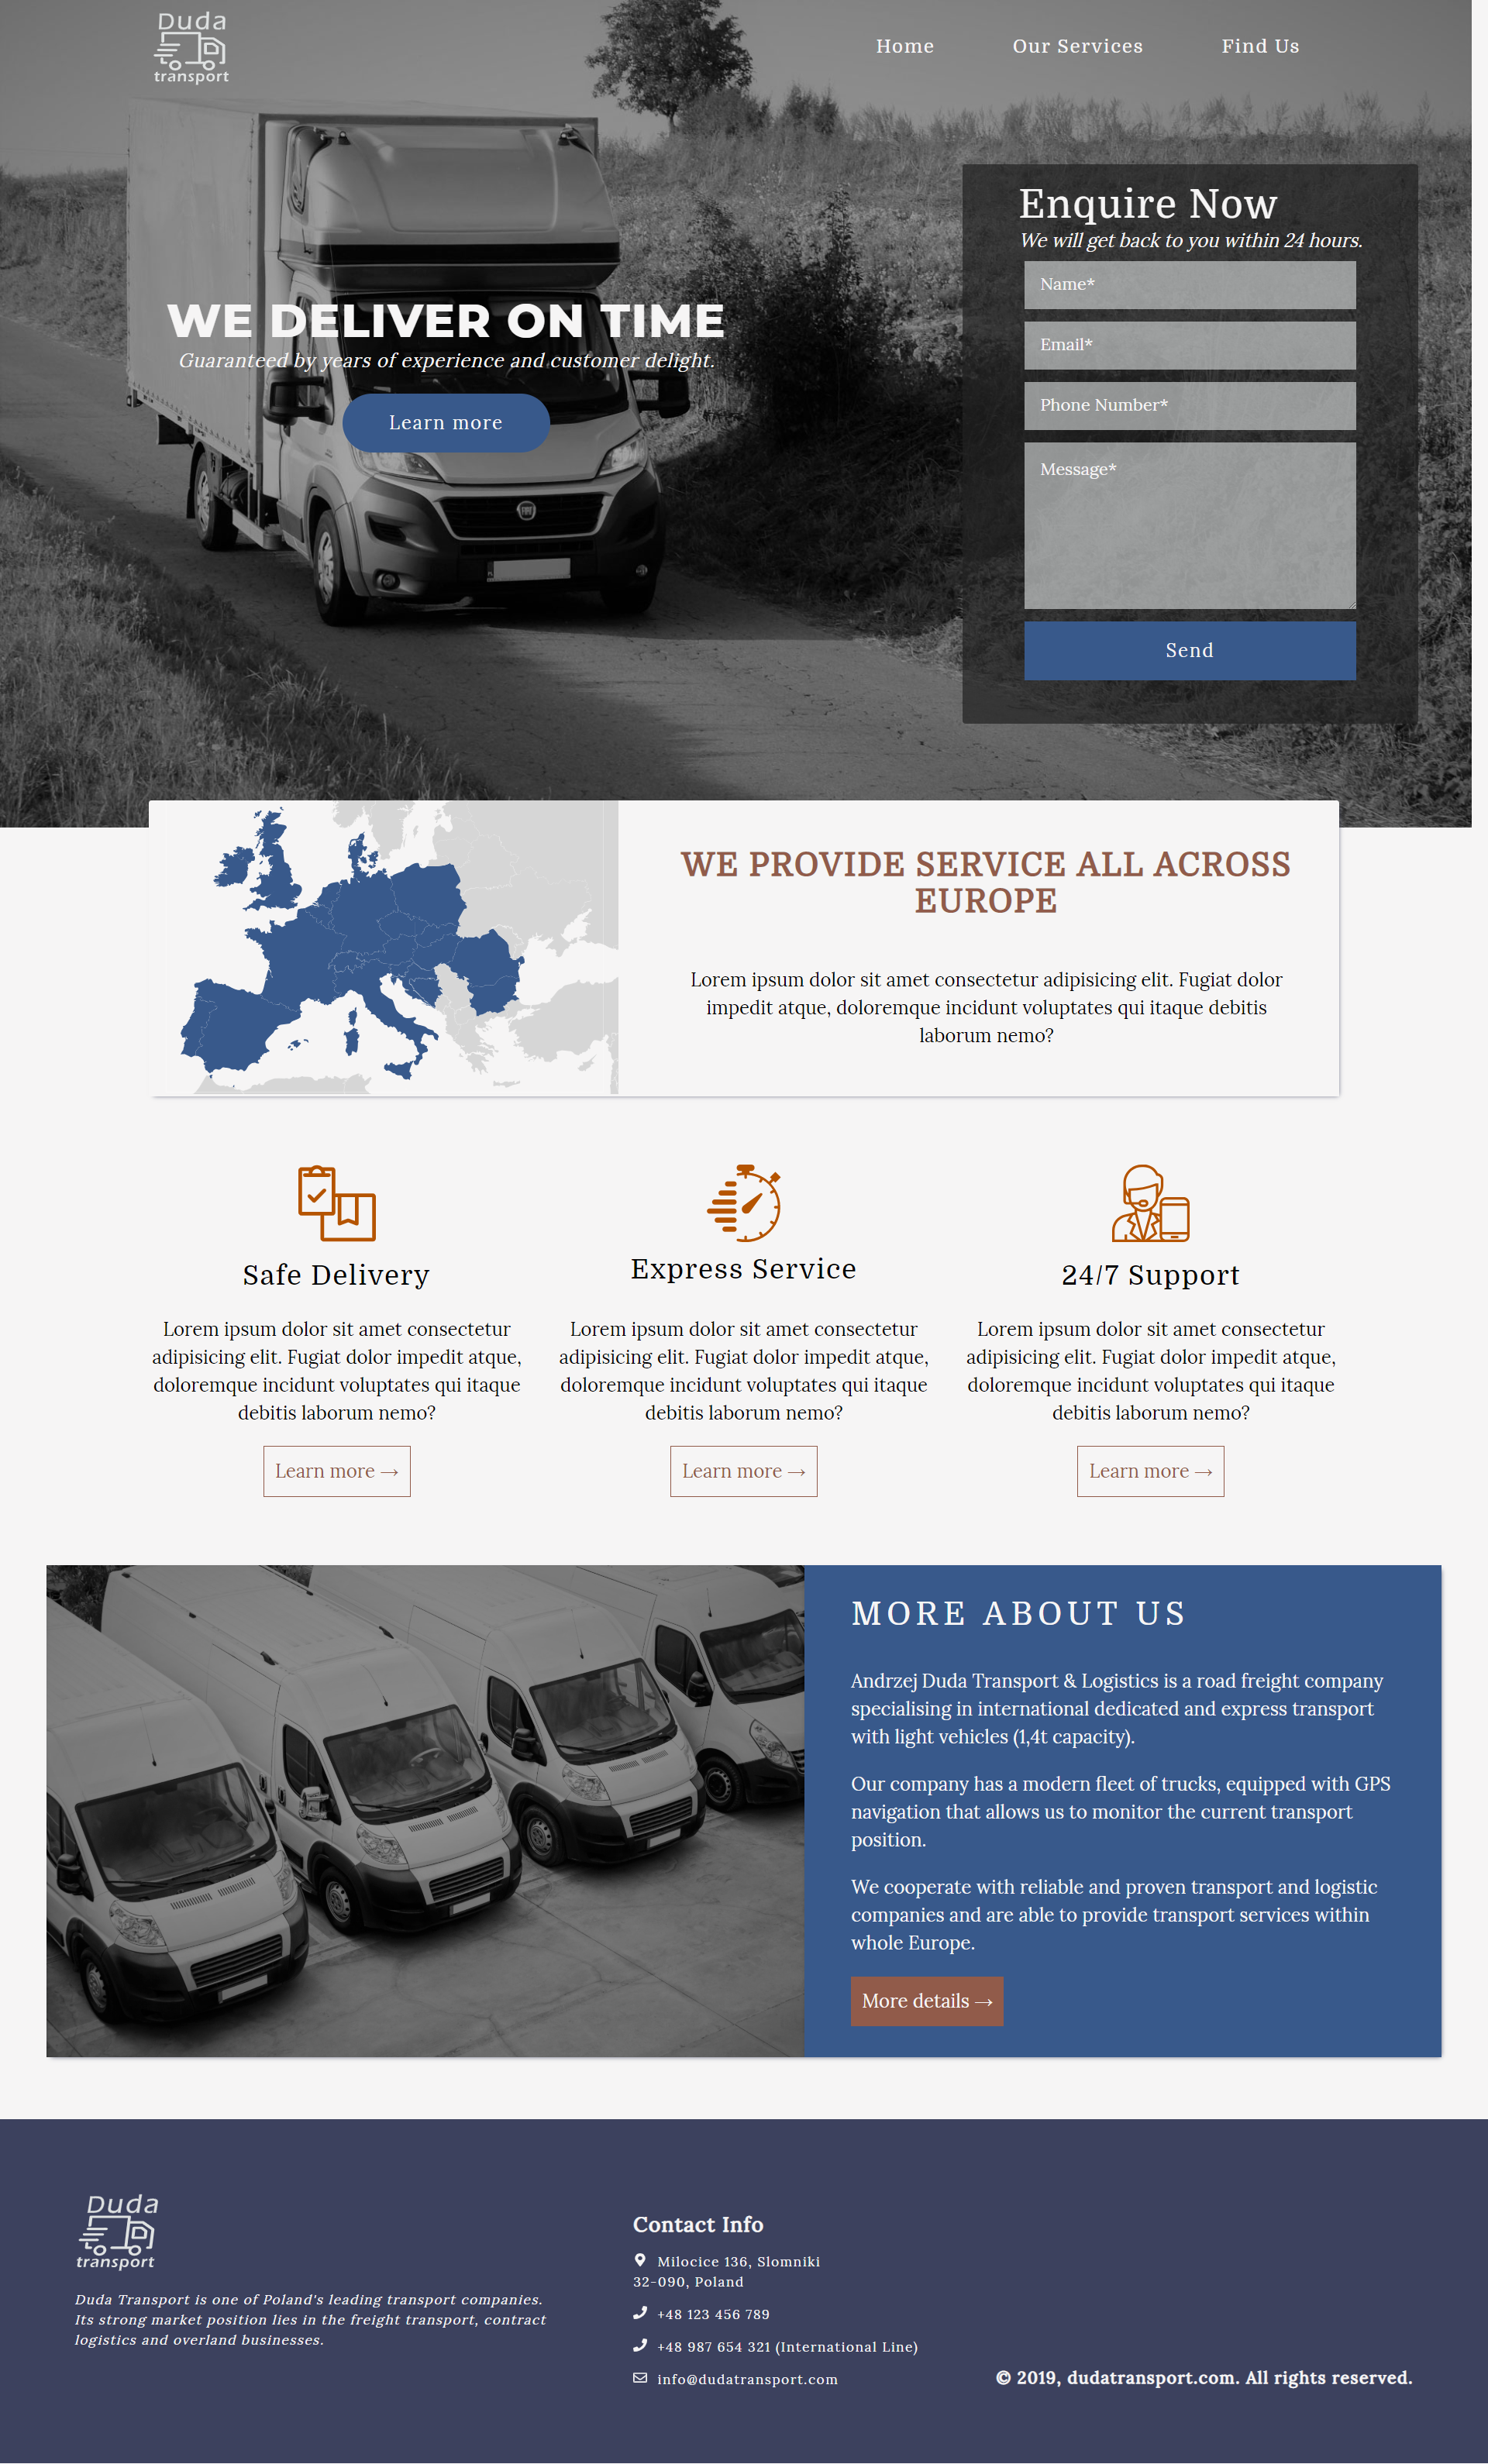 Duda
transport
Home
Our Services
Find Us
WE DELIVER ON TIME
Guaranteed by years of experience and customer delight.
Learn more
Enquire Now
We will get back to you within 24 hours.
Name*
Email*
Phone Number*
Message*
Send
FIAT
WE PROVIDE SERVICE ALL ACROSS
EUROPE
Lorem ipsum dolor sit amet consectetur adipisicing elit. Fugiat dolor
impedit atque, doloremque incidunt voluptates qui itaque debitis
laborum nemo?
Safe Delivery
Lorem ipsum dolor sit amet consectetur
adipisicing elit. Fugiat dolor impedit atque,
doloremque incidunt voluptates qui itaque
debitis laborum nemo?
Learn more →
Express Service
Lorem ipsum dolor sit amet consectetur
adipisicing elit. Fugiat dolor impedit atque,
doloremque incidunt voluptates qui itaque
debitis laborum nemo?
Learn more →
24/7 Support
Lorem ipsum dolor sit amet consectetur
adipisicing elit. Fugiat dolor impedit atque,
doloremque incidunt voluptates qui itaque
debitis laborum nemo?
Learn more →
MORE ABOUT US
Andrzej Duda Transport & Logistics is a road freight company
specialising in international dedicated and express transport
with light vehicles (1,4t capacity).
Our company has a modern fleet of trucks, equipped with GPS
navigation that allows us to monitor the current transport
position.
We cooperate with reliable and proven transport and logistic
companies and are able to provide transport services within
whole Europe.
More details →
Duda
transport
Duda Transport is one of Poland's leading transport companies.
Its strong market position lies in the freight transport, contract
logistics and overland businesses.
Contact Info
Milocice 136, Slomniki
32-090, Poland
+48 123 456 789
+48 987 654 321 (International Line)
info@dudatransport.com
© 2019, dudatransport.com. All rights reserved.